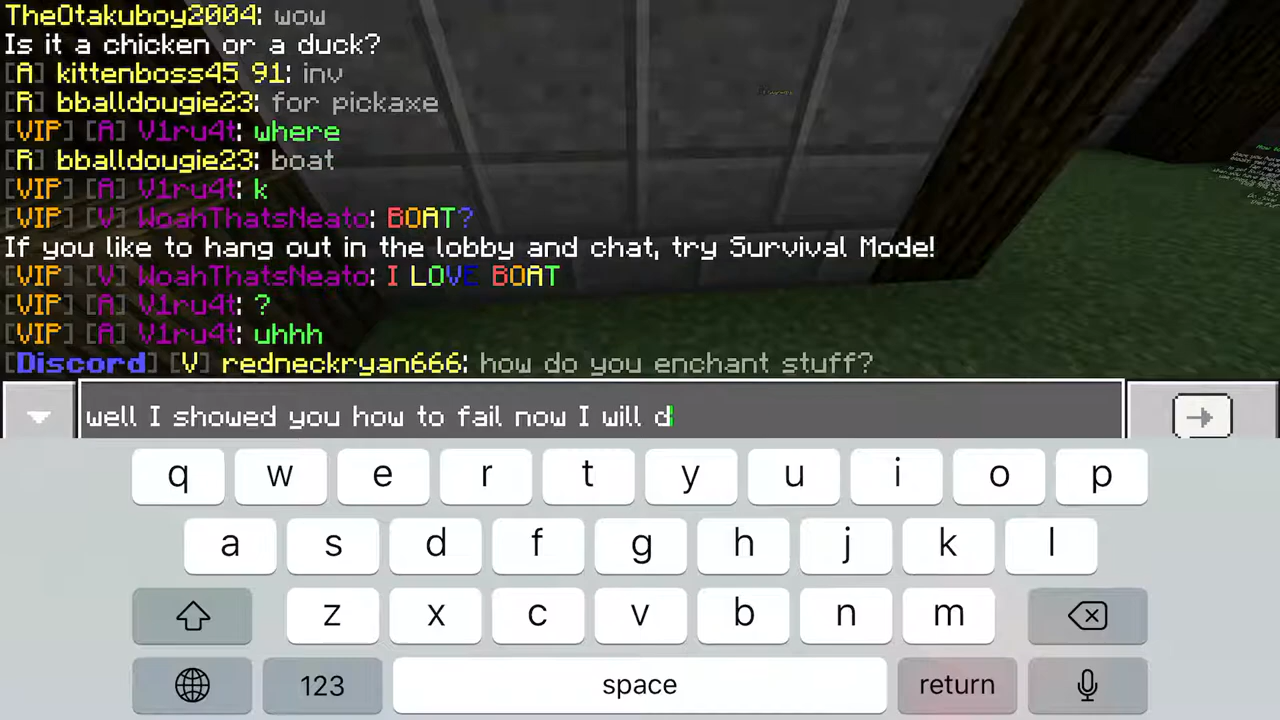 TheOtakuboy2004: wow
Is it a chicken or a duck?
[A] kittenboss45 91: inv
[R] bballdougie23: for pickaxe
[VIP] [A] V1ru4t: where
[R] bballdougie23: boat
[VIP] [A] V1ru4t: k
[VIP] [V] WoahThatsNeato: BOAT?
If you like to hang out in the lobby and chat, try Survival Mode!
[VIP] [V] WoahThatsNeato: I LOVE BOAT
[VIP] [A] V1ru4t: ?
[VIP] [A] V1ru4t: uhhh
[Discord] [V] redneckryan666: how do you enchant stuff?
well I showed you how to fail now I will d
q w e r t y u i o p
a s d f g h j k l
z x c v b n m
123 space return